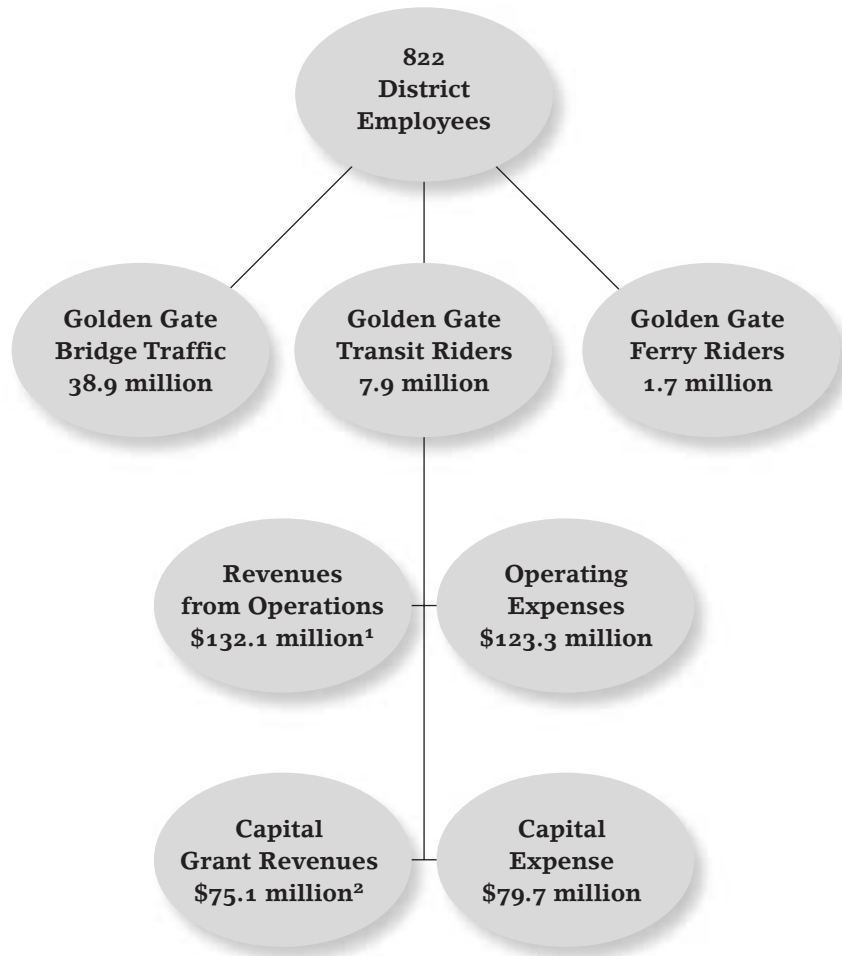 822
District
Employees
Golden Gate
Bridge Traffic
38.9 million
Golden Gate
Transit Riders
7.9 million
Golden Gate
Ferry Riders
1.7 million
Revenues
from Operations
$132.1 million¹
Operating
Expenses
$123.3 million
Capital
Grant Revenues
$75.1 million²
Capital
Expense
$79.7 million